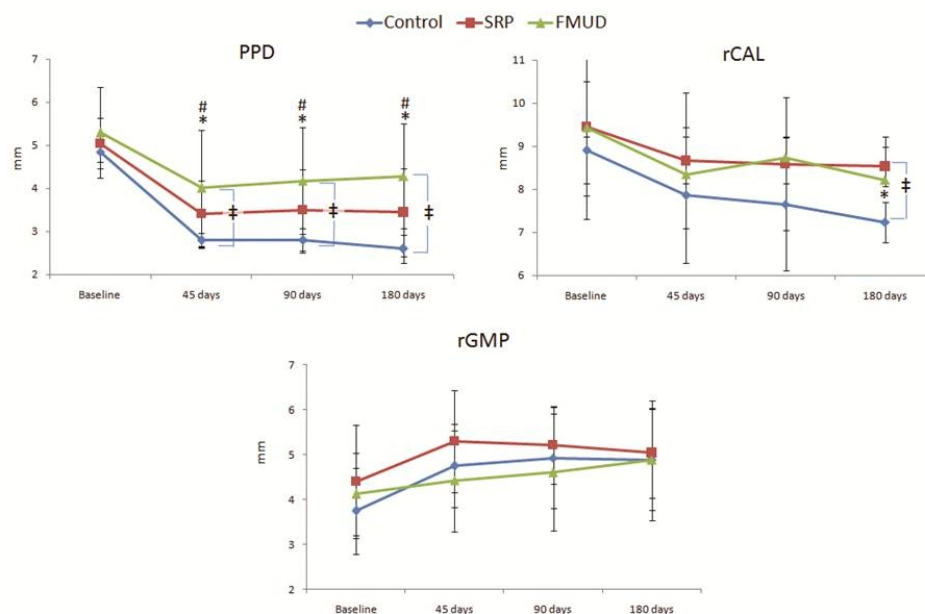 Control SRP FMUD
PPD
7
6
5
4
3
2
mm
# # #
* * *
‡ ‡ ‡
Baseline 45 days 90 days 180 days
rCAL
11
10
9
8
7
6
mm
‡
*
Baseline 45 days 90 days 180 days
rGMP
7
6
5
4
3
2
mm
Baseline 45 days 90 days 180 days